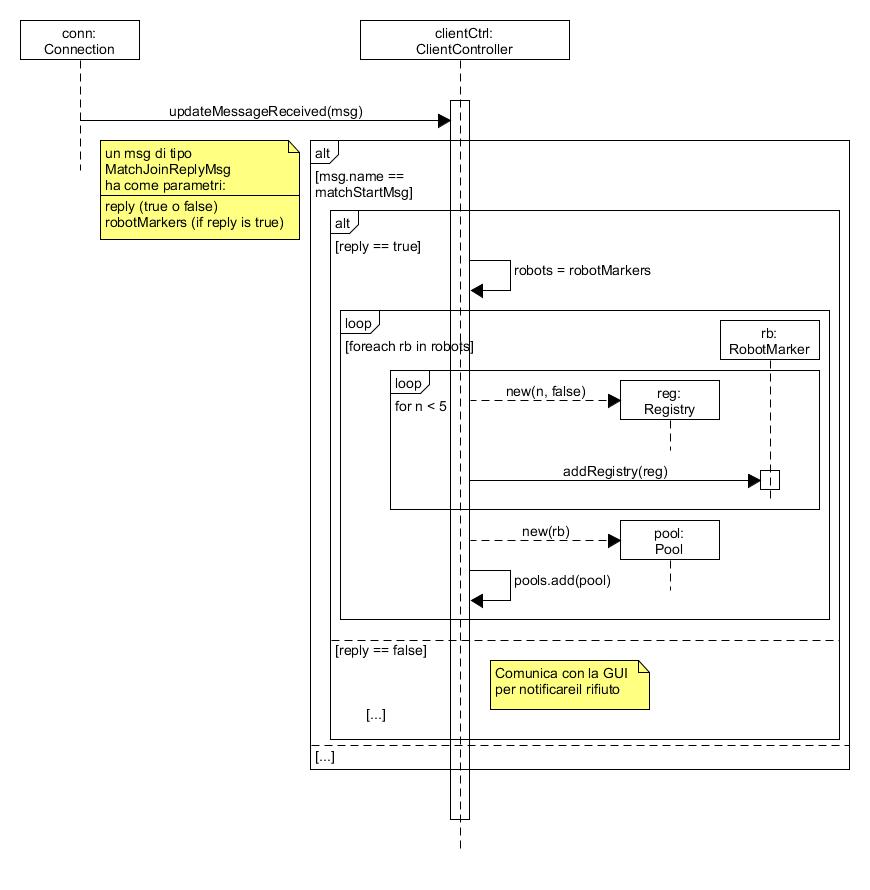 conn:
Connection
clientCtrl:
ClientController
updateMessageReceived(msg)
un msg di tipo
MatchJoinReplyMsg
ha come parametri:
reply (true o false)
robotMarkers (if reply is true)
alt
[msg.name ==
matchStartMsg]
alt
[reply == true]
robots = robotMarkers
loop
[foreach rb in robots]
rb:
RobotMarker
loop
for n < 5
new(n, false)
reg:
Registry
addRegistry(reg)
new(rb)
pool:
Pool
pools.add(pool)
[reply == false]
Comunica con la GUI
per notificareil rifiuto
[...]
[...]